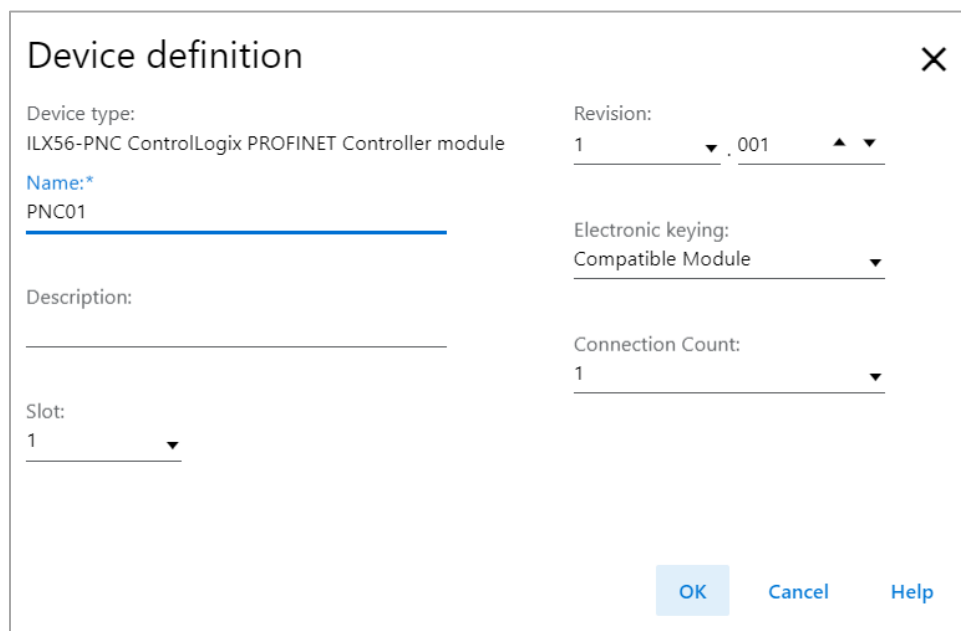 Device definition
Device type:
ILX56-PNC ControlLogix PROFINET Controller module
Name:*
PNC01
Description:
Slot:
1
Revision:
1 . 001
Electronic keying:
Compatible Module
Connection Count:
1
OK Cancel Help